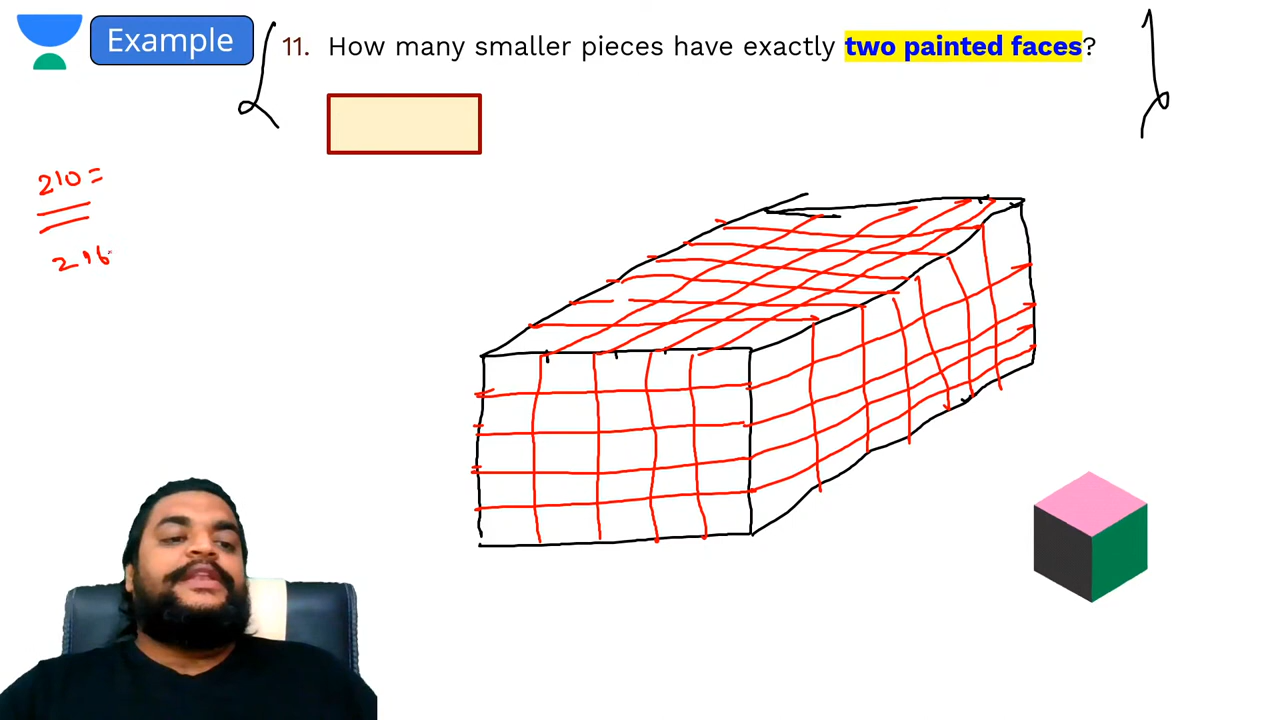 Example
11. How many smaller pieces have exactly two painted faces?
210=
216